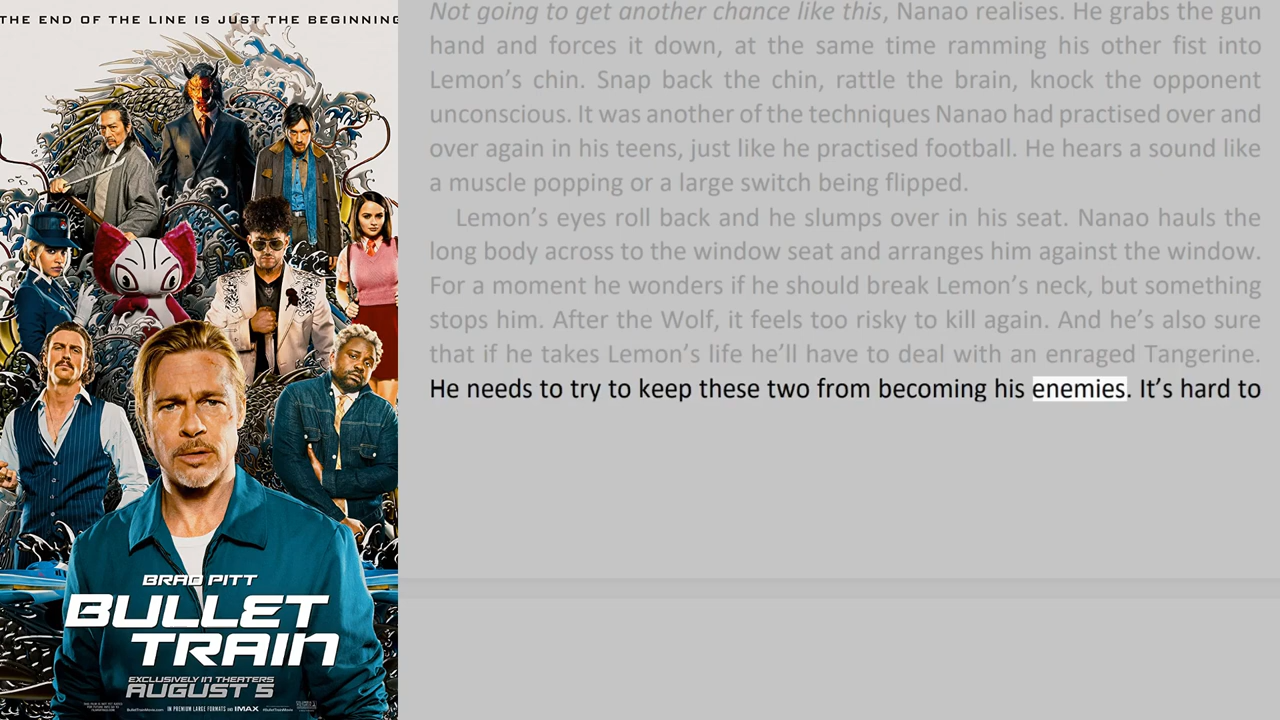 THE END OF THE LINE IS JUST THE BEGINNING
BRAD PITT
BULLET
TRAIN
EXCLUSIVELY IN THEATERS
AUGUST 5
BulletTrainMovie.com
IN PREMIUM LARGE FORMATS AND IMAX
#BulletTrainMovie
Not going to get another chance like this, Nanao realises. He grabs the gun
hand and forces it down, at the same time ramming his other fist into
Lemon’s chin. Snap back the chin, rattle the brain, knock the opponent
unconscious. It was another of the techniques Nanao had practised over and
over again in his teens, just like he practised football. He hears a sound like
a muscle popping or a large switch being flipped.
Lemon’s eyes roll back and he slumps over in his seat. Nanao hauls the
long body across to the window seat and arranges him against the window.
For a moment he wonders if he should break Lemon’s neck, but something
stops him. After the Wolf, it feels too risky to kill again. And he’s also sure
that if he takes Lemon’s life he’ll have to deal with an enraged Tangerine.
He needs to try to keep these two from becoming his enemies. It’s hard to